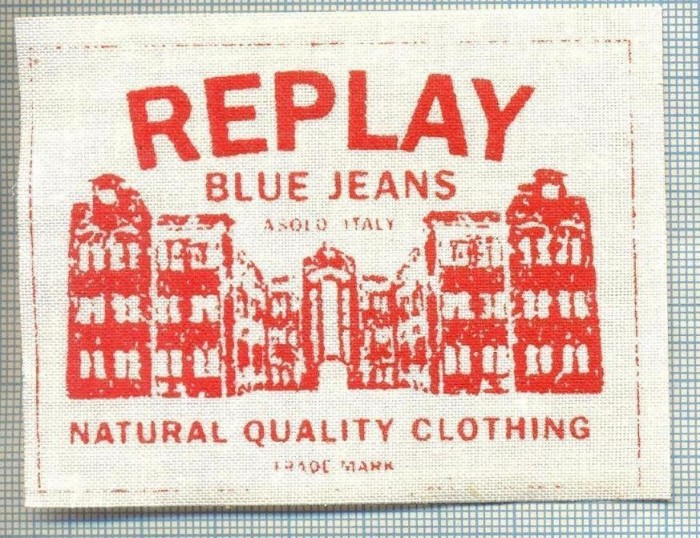 REPLAY
BLUE JEANS
ASOLO ITALY
NATURAL QUALITY CLOTHING
TRADE MARK